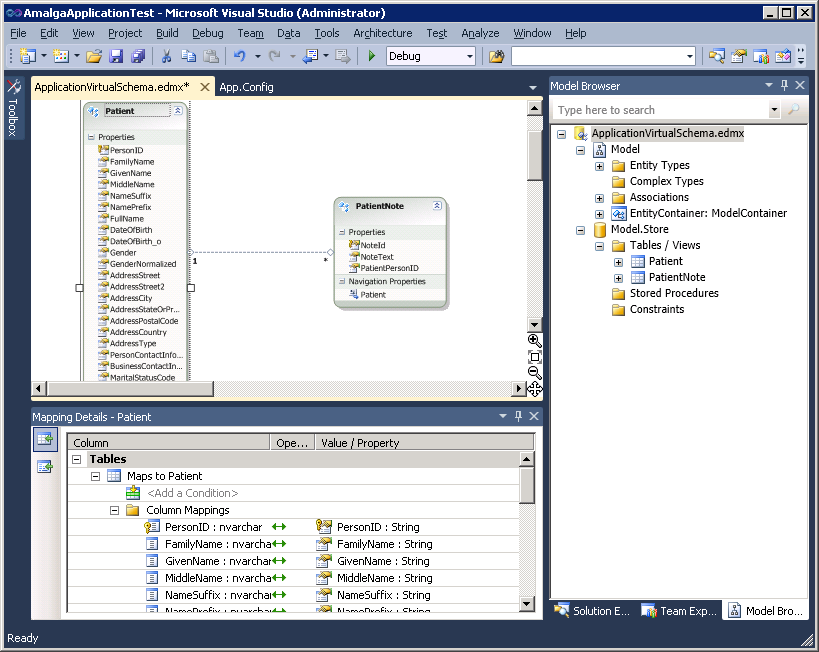 AmalgaApplicationTest - Microsoft Visual Studio (Administrator)
File Edit View Project Build Debug Team Data Tools Architecture Test Analyze Window Help
Debug
Toolbox
ApplicationVirtualSchema.edmx* App.Config
Patient
Properties
PersonID
FamilyName
GivenName
MiddleName
NameSuffix
NamePrefix
FullName
DateOfBirth
DateOfBirth_o
Gender
GenderNormalized
AddressStreet
AddressStreet2
AddressCity
AddressStateOrPr...
AddressPostalCode
AddressCountry
AddressType
PersonContactInfo...
BusinessContactIn...
MaritalStatusCode
1
*
PatientNote
Properties
NoteId
NoteText
PatientPersonID
Navigation Properties
Patient
Mapping Details - Patient
Column Ope... Value / Property
Tables
Maps to Patient
<Add a Condition>
Column Mappings
PersonID : nvarchar PersonID : String
FamilyName : nvarchar FamilyName : String
GivenName : nvarchar GivenName : String
MiddleName : nvarchar MiddleName : String
NameSuffix : nvarchar NameSuffix : String
NamePrefix : nvarchar NamePrefix : String
Model Browser
Type here to search
ApplicationVirtualSchema.edmx
Model
Entity Types
Complex Types
Associations
EntityContainer: ModelContainer
Model.Store
Tables / Views
Patient
PatientNote
Stored Procedures
Constraints
Solution E... Team Exp... Model Bro...
Ready